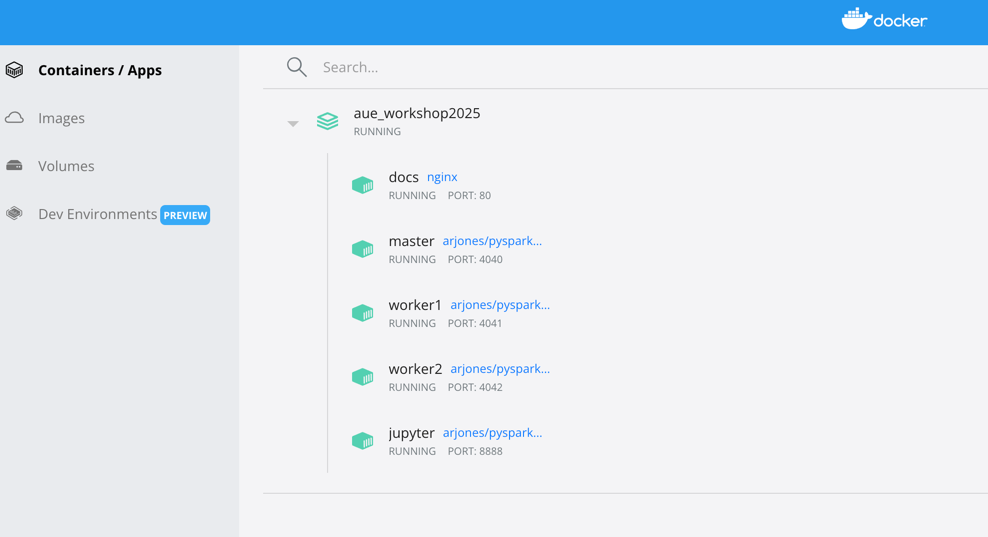 docker
Containers / Apps
Images
Volumes
Dev Environments PREVIEW
Search...
aue_workshop2025
RUNNING
docs nginx
RUNNING PORT: 80
master arjones/pyspark...
RUNNING PORT: 4040
worker1 arjones/pyspark...
RUNNING PORT: 4041
worker2 arjones/pyspark...
RUNNING PORT: 4042
jupyter arjones/pyspark...
RUNNING PORT: 8888